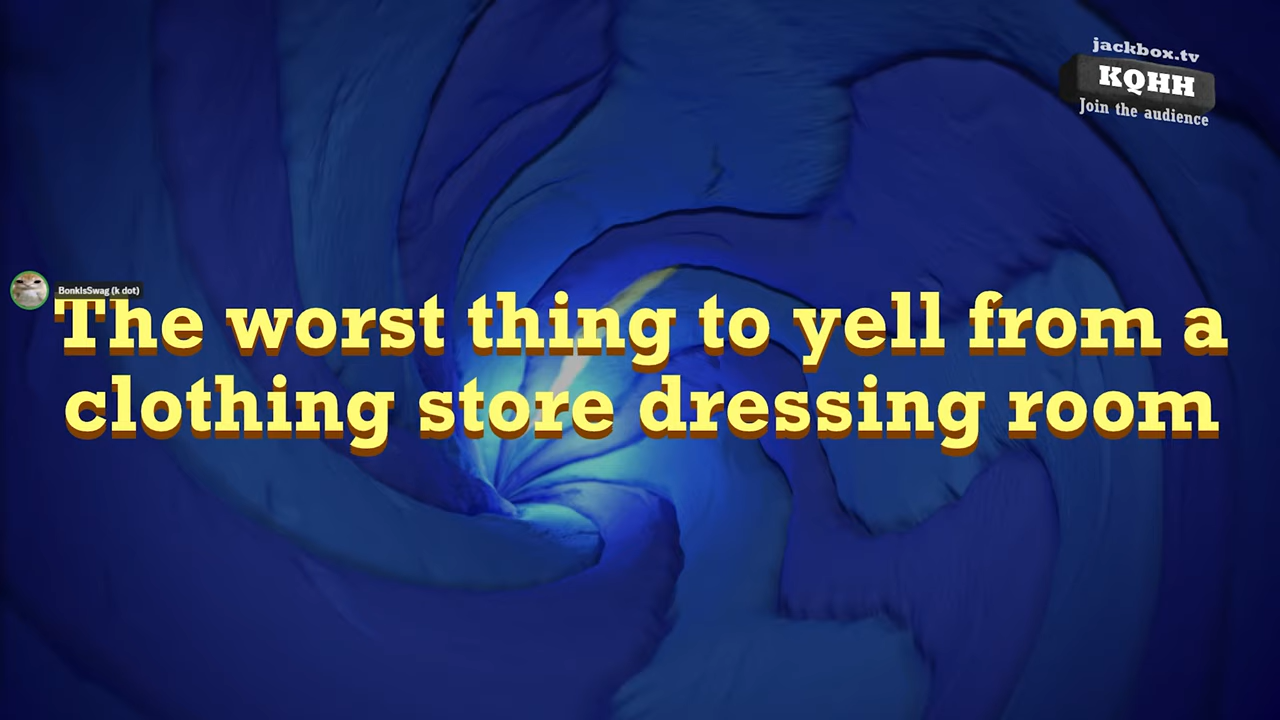 jackbox.tv
KQHH
Join the audience
BonkIsSwag (k dot)
The worst thing to yell from a
clothing store dressing room